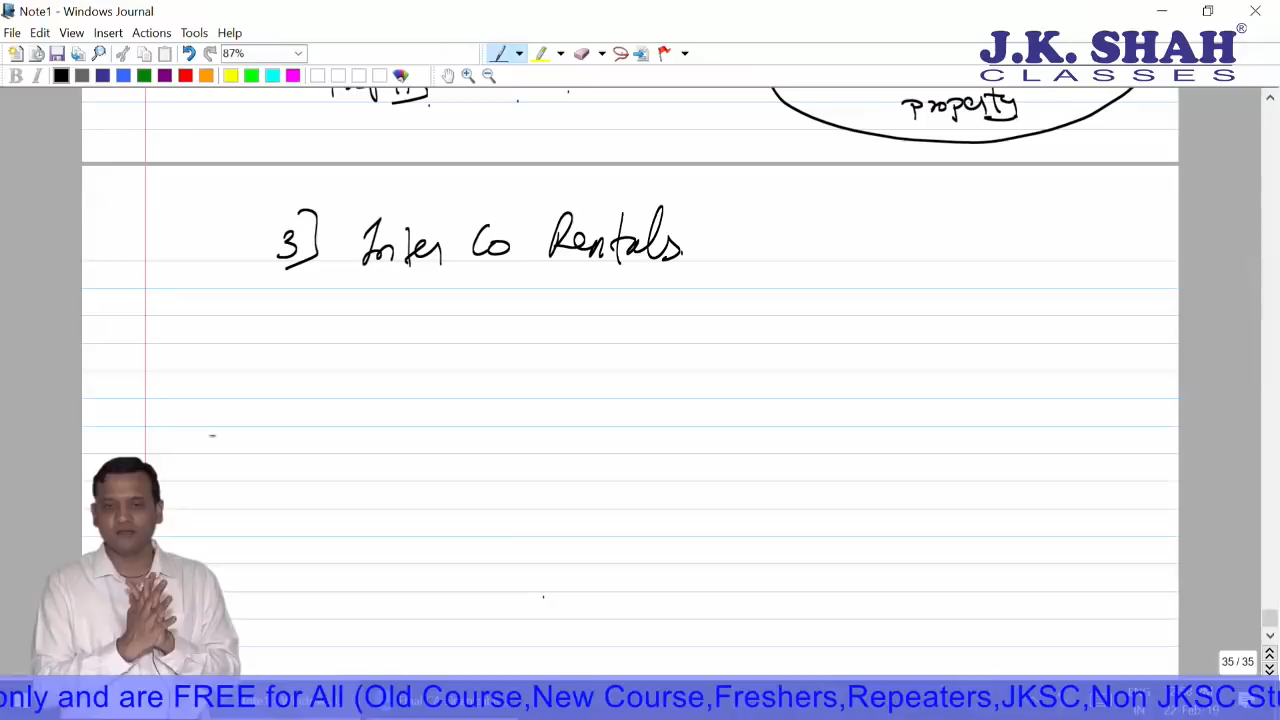 Note1 - Windows Journal
File Edit View Insert Actions Tools Help
87%
B I
J.K. SHAH®
CLASSES
property
3] Inter Co Rentals
35 / 35
only and are FREE for All (Old Course,New Course,Freshers,Repeaters,JKSC,Non JKSC St